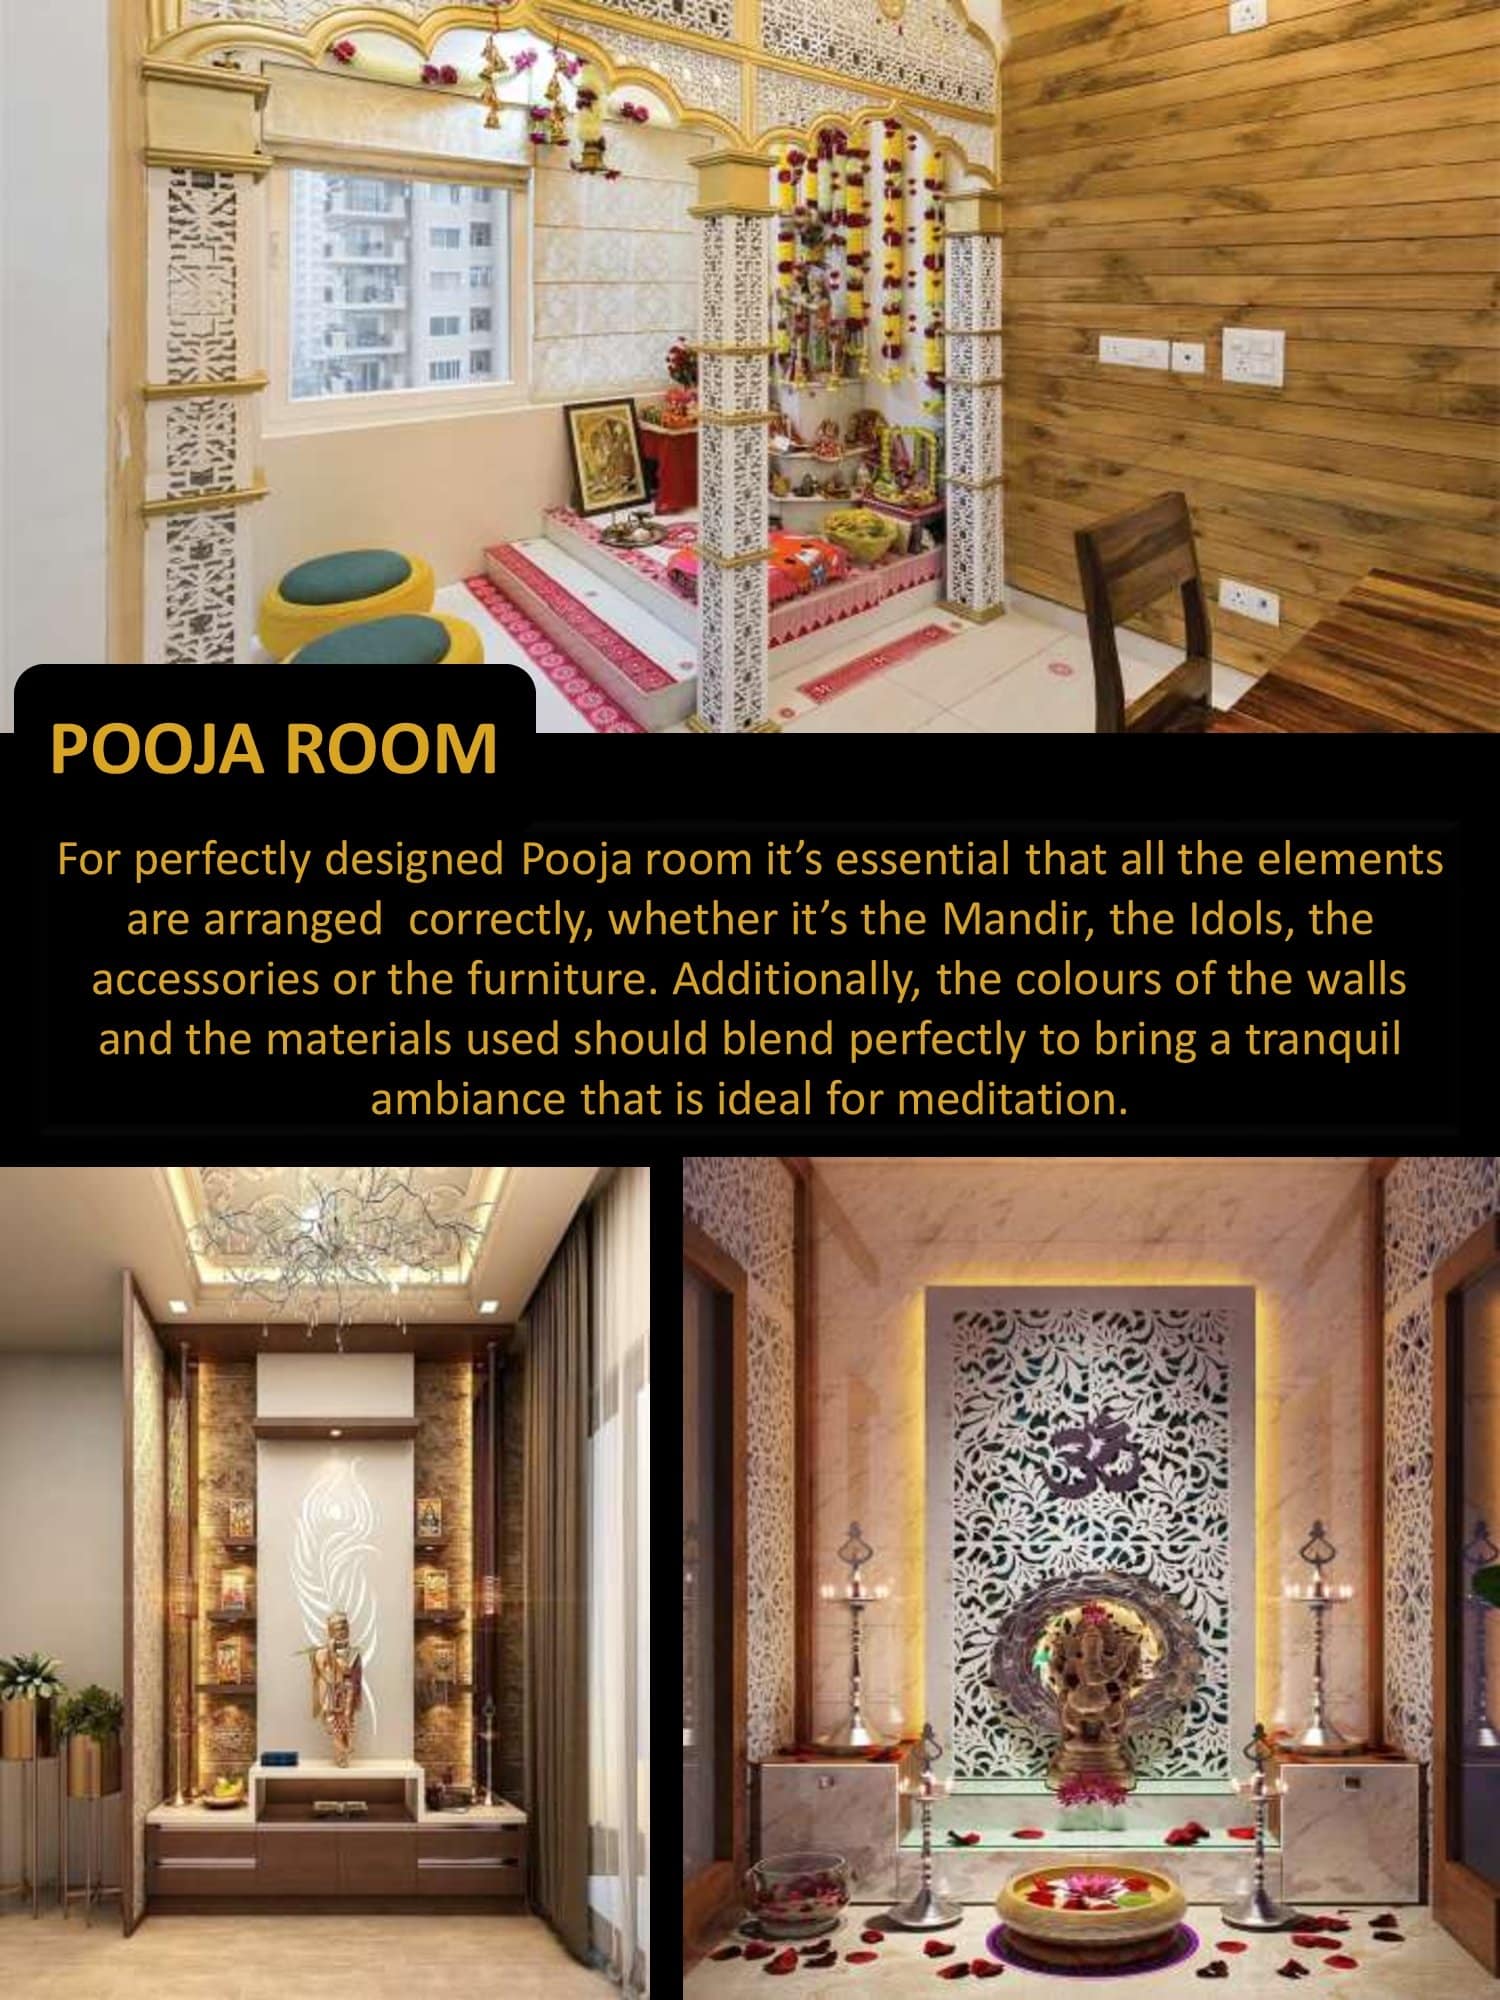 POOJA ROOM
For perfectly designed Pooja room it’s essential that all the elements
are arranged  correctly, whether it’s the Mandir, the Idols, the
accessories or the furniture. Additionally, the colours of the walls
and the materials used should blend perfectly to bring a tranquil
ambiance that is ideal for meditation.
ॐ